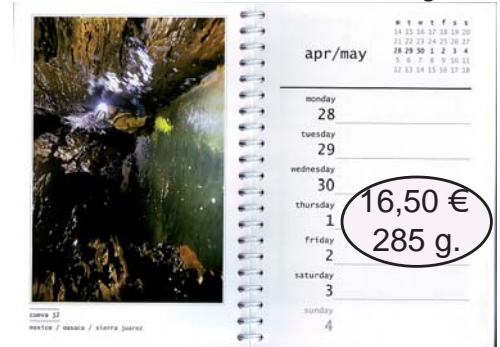 cueva j2
mexico / oaxaca / sierra juarez
apr/may
m t w t f s s
14 15 16 17 18 19 20
21 22 23 24 25 26 27
28 29 30 1 2 3 4
5 6 7 8 9 10 11
12 13 14 15 16 17 18
monday
28
tuesday
29
wednesday
30
thursday
1
friday
2
saturday
3
sunday
4
16,50 €
285 g.